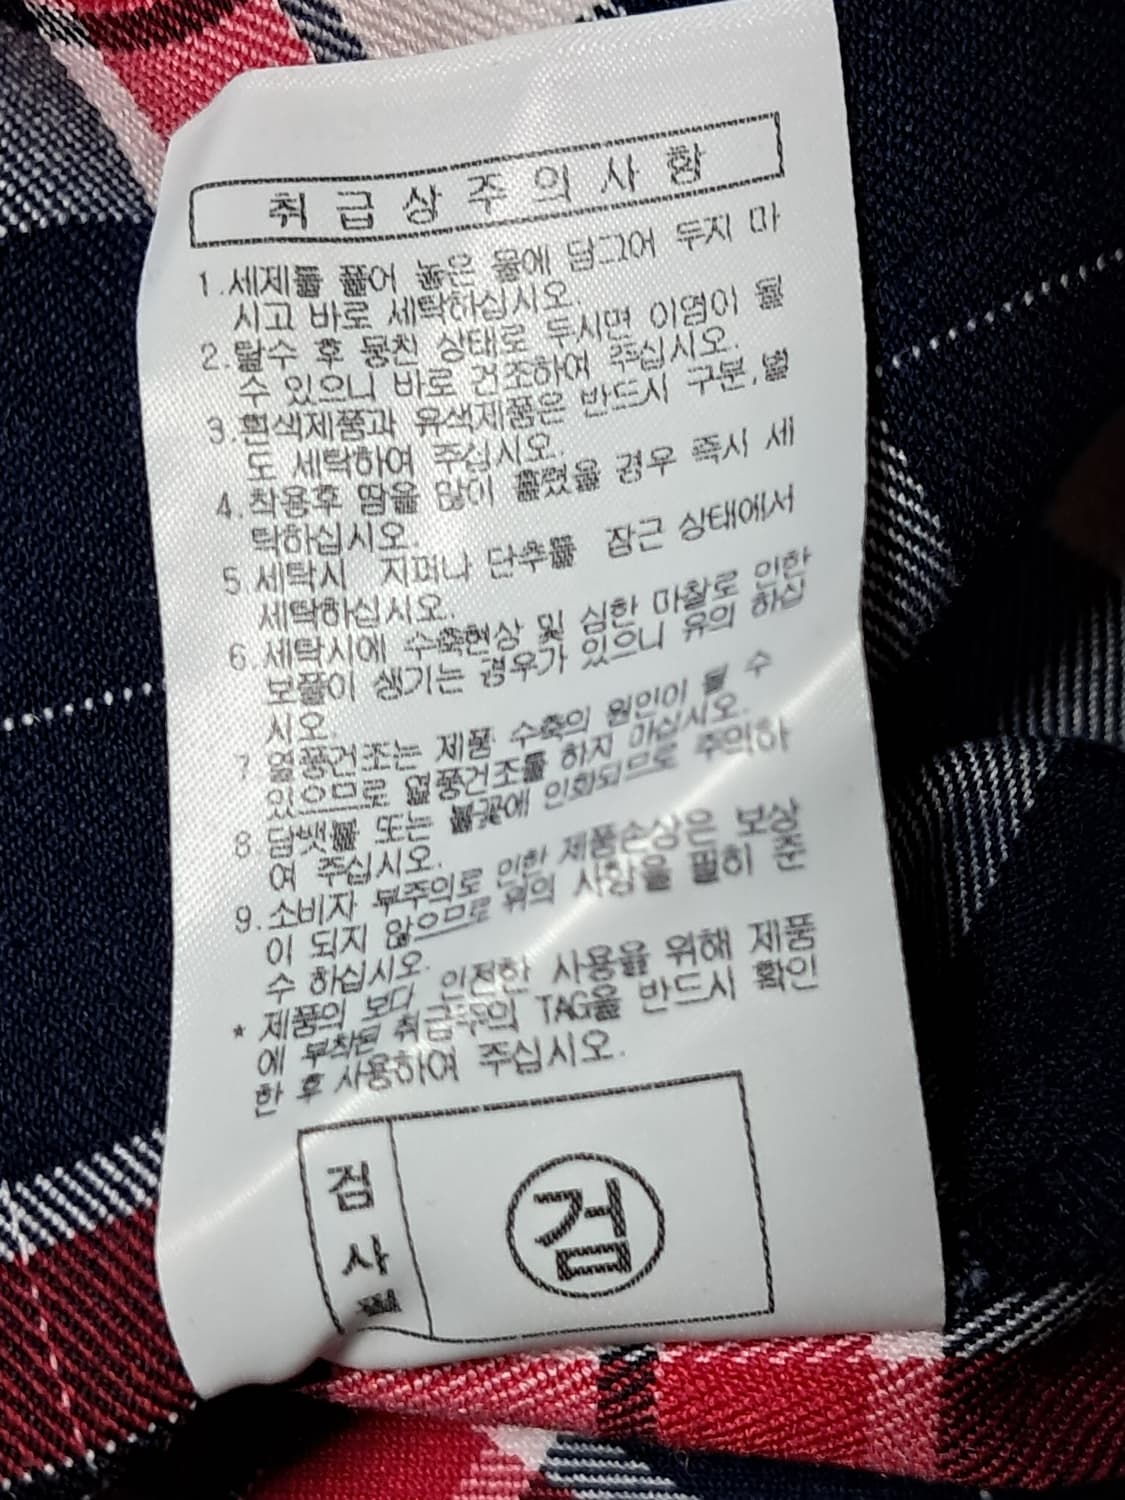 취급상주의사항
1.세제를 풀어 놓은 물에 담그어 두지 마
시고 바로 세탁하십시오.
2.탈수 후 뭉친 상태로 두시면 이염이 될
수 있으니 바로 건조하여 주십시오.
3.흰색제품과 유색제품은 반드시 구분,별
도 세탁하여 주십시오.
4.착용후 땀을 많이 흘렸을 경우 즉시 세
탁하십시오.
5.세탁시 지퍼나 단추를 잠근 상태에서
세탁하십시오.
6.세탁시에 수축현상 및 심한 마찰로 인한
보풀이 생기는 경우가 있으니 유의 하십
시오.
7.열풍건조는 제품 수축의 원인이 될 수
있으므로 열풍건조를 하지 마십시오.
8.담뱃불 또는 불꽃에 인화되므로 주의하
여 주십시오.
9.소비자 부주의로 인한 제품손상은 보상
이 되지 않으므로 유의 사항을 필히 준
수 하십시오.
* 제품의 보다 안전한 사용을 위해 제품
에 부착된 취급주의 TAG을 반드시 확인
한 후 사용하여 주십시오.
검사필
검